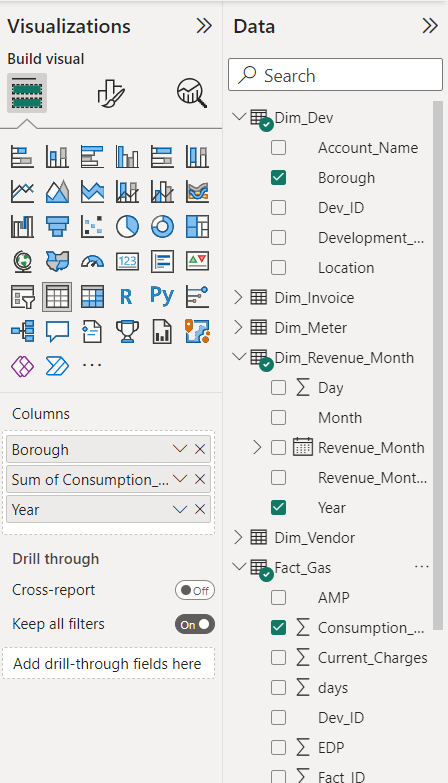 Visualizations
Build visual
123
R
Py
...
Columns
Borough
Sum of Consumption_...
Year
Drill through
Cross-report
Off
Keep all filters
On
Add drill-through fields here
Data
Search
Dim_Dev
Account_Name
Borough
Dev_ID
Development_...
Location
Dim_Invoice
Dim_Meter
Dim_Revenue_Month
Σ Day
Month
Revenue_Month
Revenue_Mont...
Year
Dim_Vendor
Fact_Gas ...
AMP
Σ Consumption_...
Σ Current_Charges
Σ days
Dev_ID
Σ EDP
Σ Fact_ID